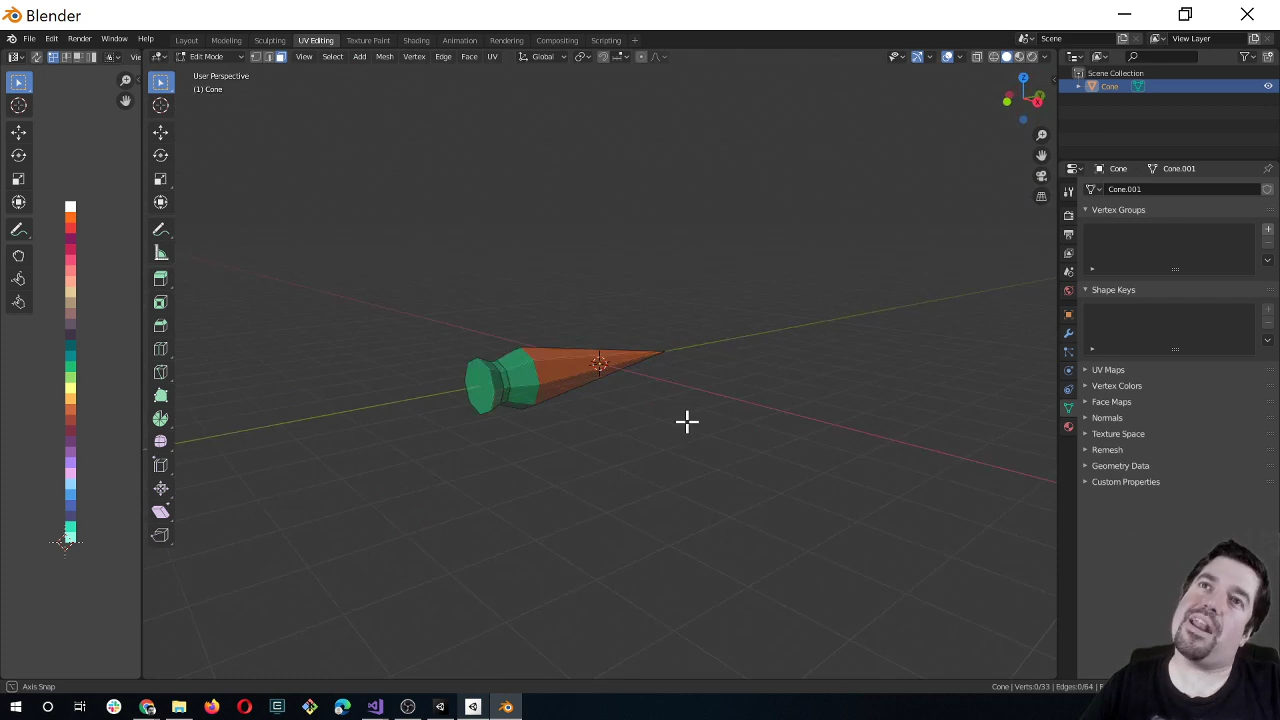 Blender
File Edit Render Window Help Layout Modeling Sculpting UV Editing Texture Paint Shading Animation Rendering Compositing Scripting + Scene View Layer
Vi Edit Mode View Select Add Mesh Vertex Edge Face UV Global
User Perspective
(1) Cone
Z
Y
X
Scene Collection
Cone
Cone Cone.001
Cone.001
Vertex Groups
Shape Keys
UV Maps
Vertex Colors
Face Maps
Normals
Texture Space
Remesh
Geometry Data
Custom Properties
Axis Snap
Cone | Verts:0/33 | Edges:0/64 | F